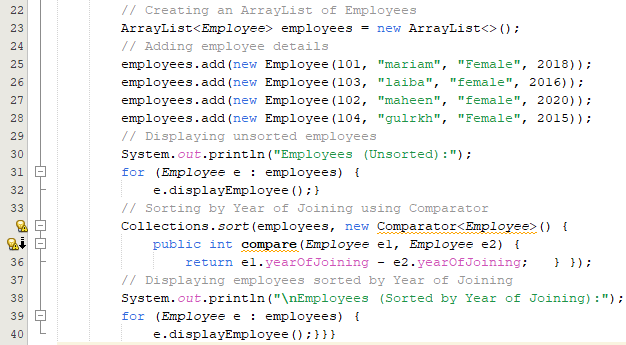 22 // Creating an ArrayList of Employees
23 ArrayList<Employee> employees = new ArrayList<>();
24 // Adding employee details
25 employees.add(new Employee(101, "mariam", "Female", 2018));
26 employees.add(new Employee(103, "laiba", "female", 2016));
27 employees.add(new Employee(102, "maheen", "female", 2020));
28 employees.add(new Employee(104, "gulrkh", "Female", 2015));
29 // Displaying unsorted employees
30 System.out.println("Employees (Unsorted):");
31 for (Employee e : employees) {
32 e.displayEmployee();}
33 // Sorting by Year of Joining using Comparator
Collections.sort(employees, new Comparator<Employee>() {
public int compare(Employee e1, Employee e2) {
36 return e1.yearOfJoining - e2.yearOfJoining; } });
37 // Displaying employees sorted by Year of Joining
38 System.out.println("\nEmployees (Sorted by Year of Joining):");
39 for (Employee e : employees) {
40 e.displayEmployee();}}}